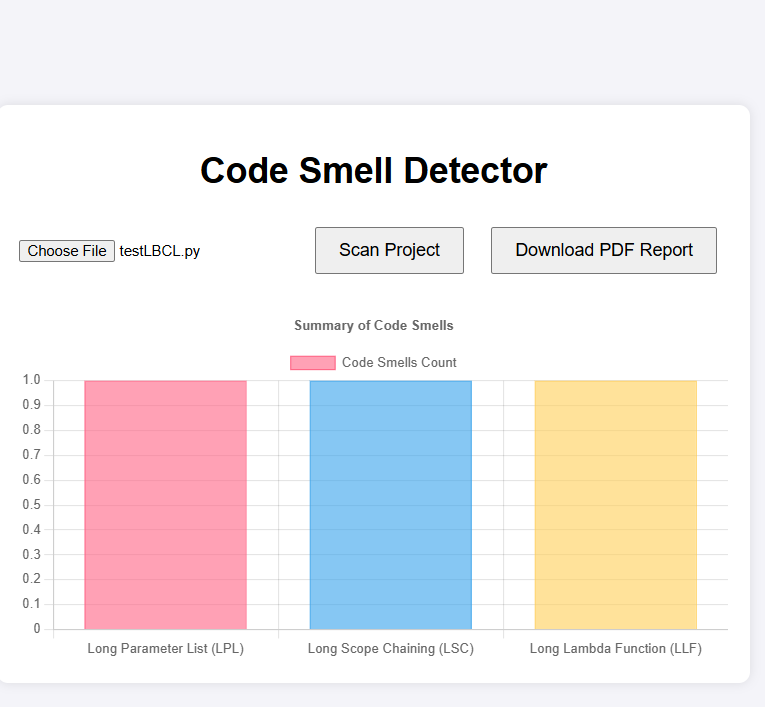 Code Smell Detector
Choose File testLBCL.py
Scan Project
Download PDF Report
Summary of Code Smells
Code Smells Count
1.0
0.9
0.8
0.7
0.6
0.5
0.4
0.3
0.2
0.1
0
Long Parameter List (LPL)
Long Scope Chaining (LSC)
Long Lambda Function (LLF)